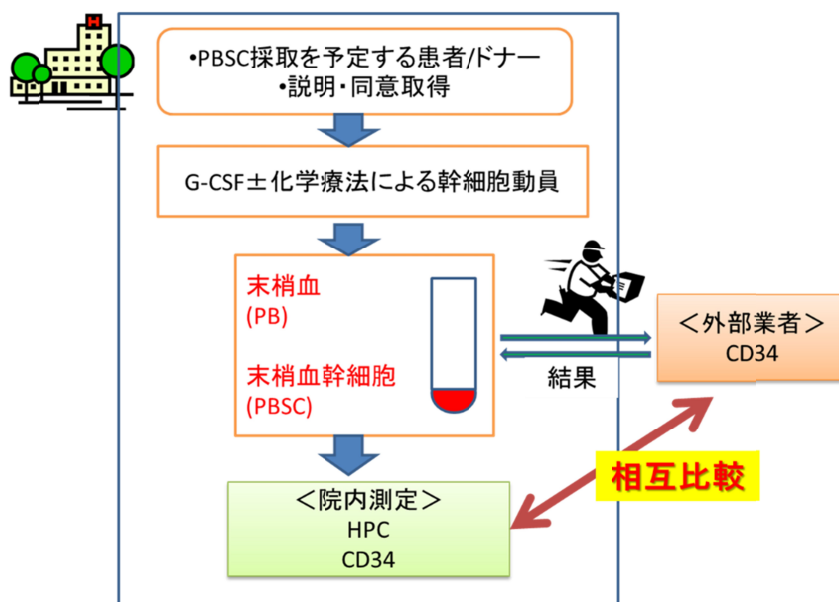 H
•PBSC採取を予定する患者/ドナー
•説明・同意取得
G-CSF±化学療法による幹細胞動員
末梢血
(PB)
末梢血幹細胞
(PBSC)
結果
＜外部業者＞
CD34
相互比較
＜院内測定＞
HPC
CD34